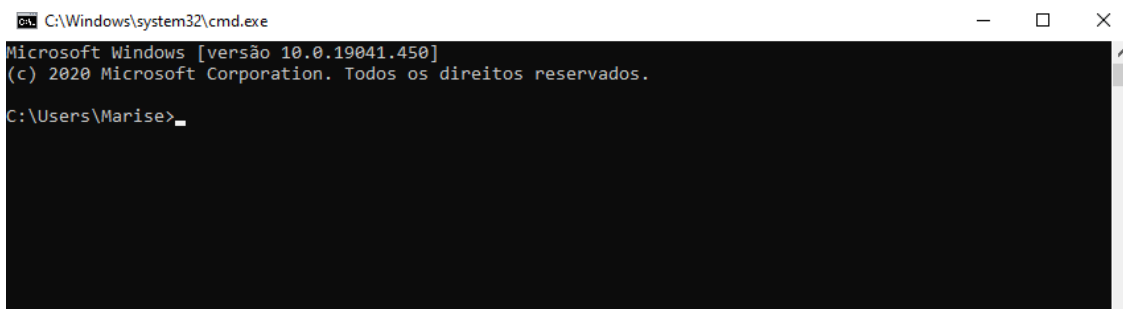 C:\Windows\system32\cmd.exe
Microsoft Windows [versão 10.0.19041.450]
(c) 2020 Microsoft Corporation. Todos os direitos reservados.
C:\Users\Marise>